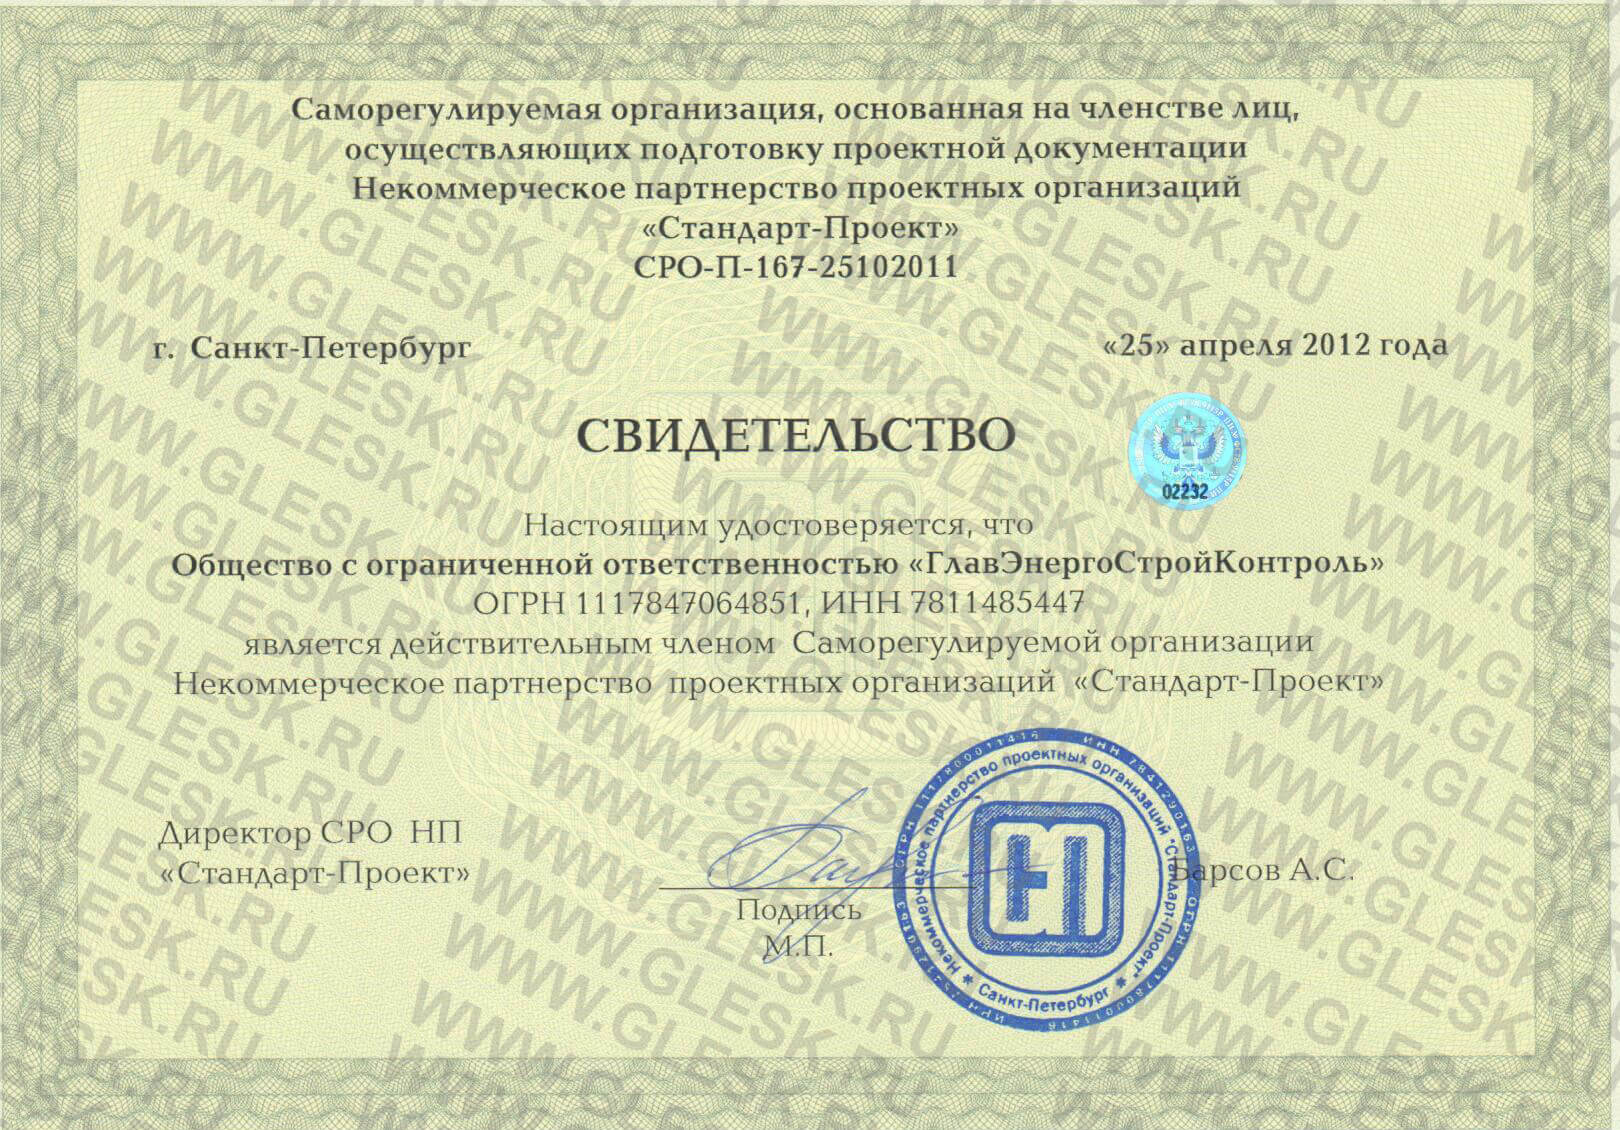 Саморегулируемая организация, основанная на членстве лиц,
осуществляющих подготовку проектной документации
Некоммерческое партнерство проектных организаций
«Стандарт-Проект»
СРО-П-167-25102011
г. Санкт-Петербург
«25» апреля 2012 года
СВИДЕТЕЛЬСТВО
02232
Настоящим удостоверяется, что
Общество с ограниченной ответственностью «ГлавЭнергоСтройКонтроль»
ОГРН 1117847064851, ИНН 7811485447
является действительным членом Саморегулируемой организации
Некоммерческое партнерство проектных организаций «Стандарт-Проект»
Директор СРО НП
«Стандарт-Проект»
Барсов А.С.
Подпись
М.П.
Некоммерческое партнерство проектных организаций "Стандарт-Проект"
Санкт-Петербург
ОГРН 1117800011416 ИНН 7841290163
НП
WWW.GLESK.RU